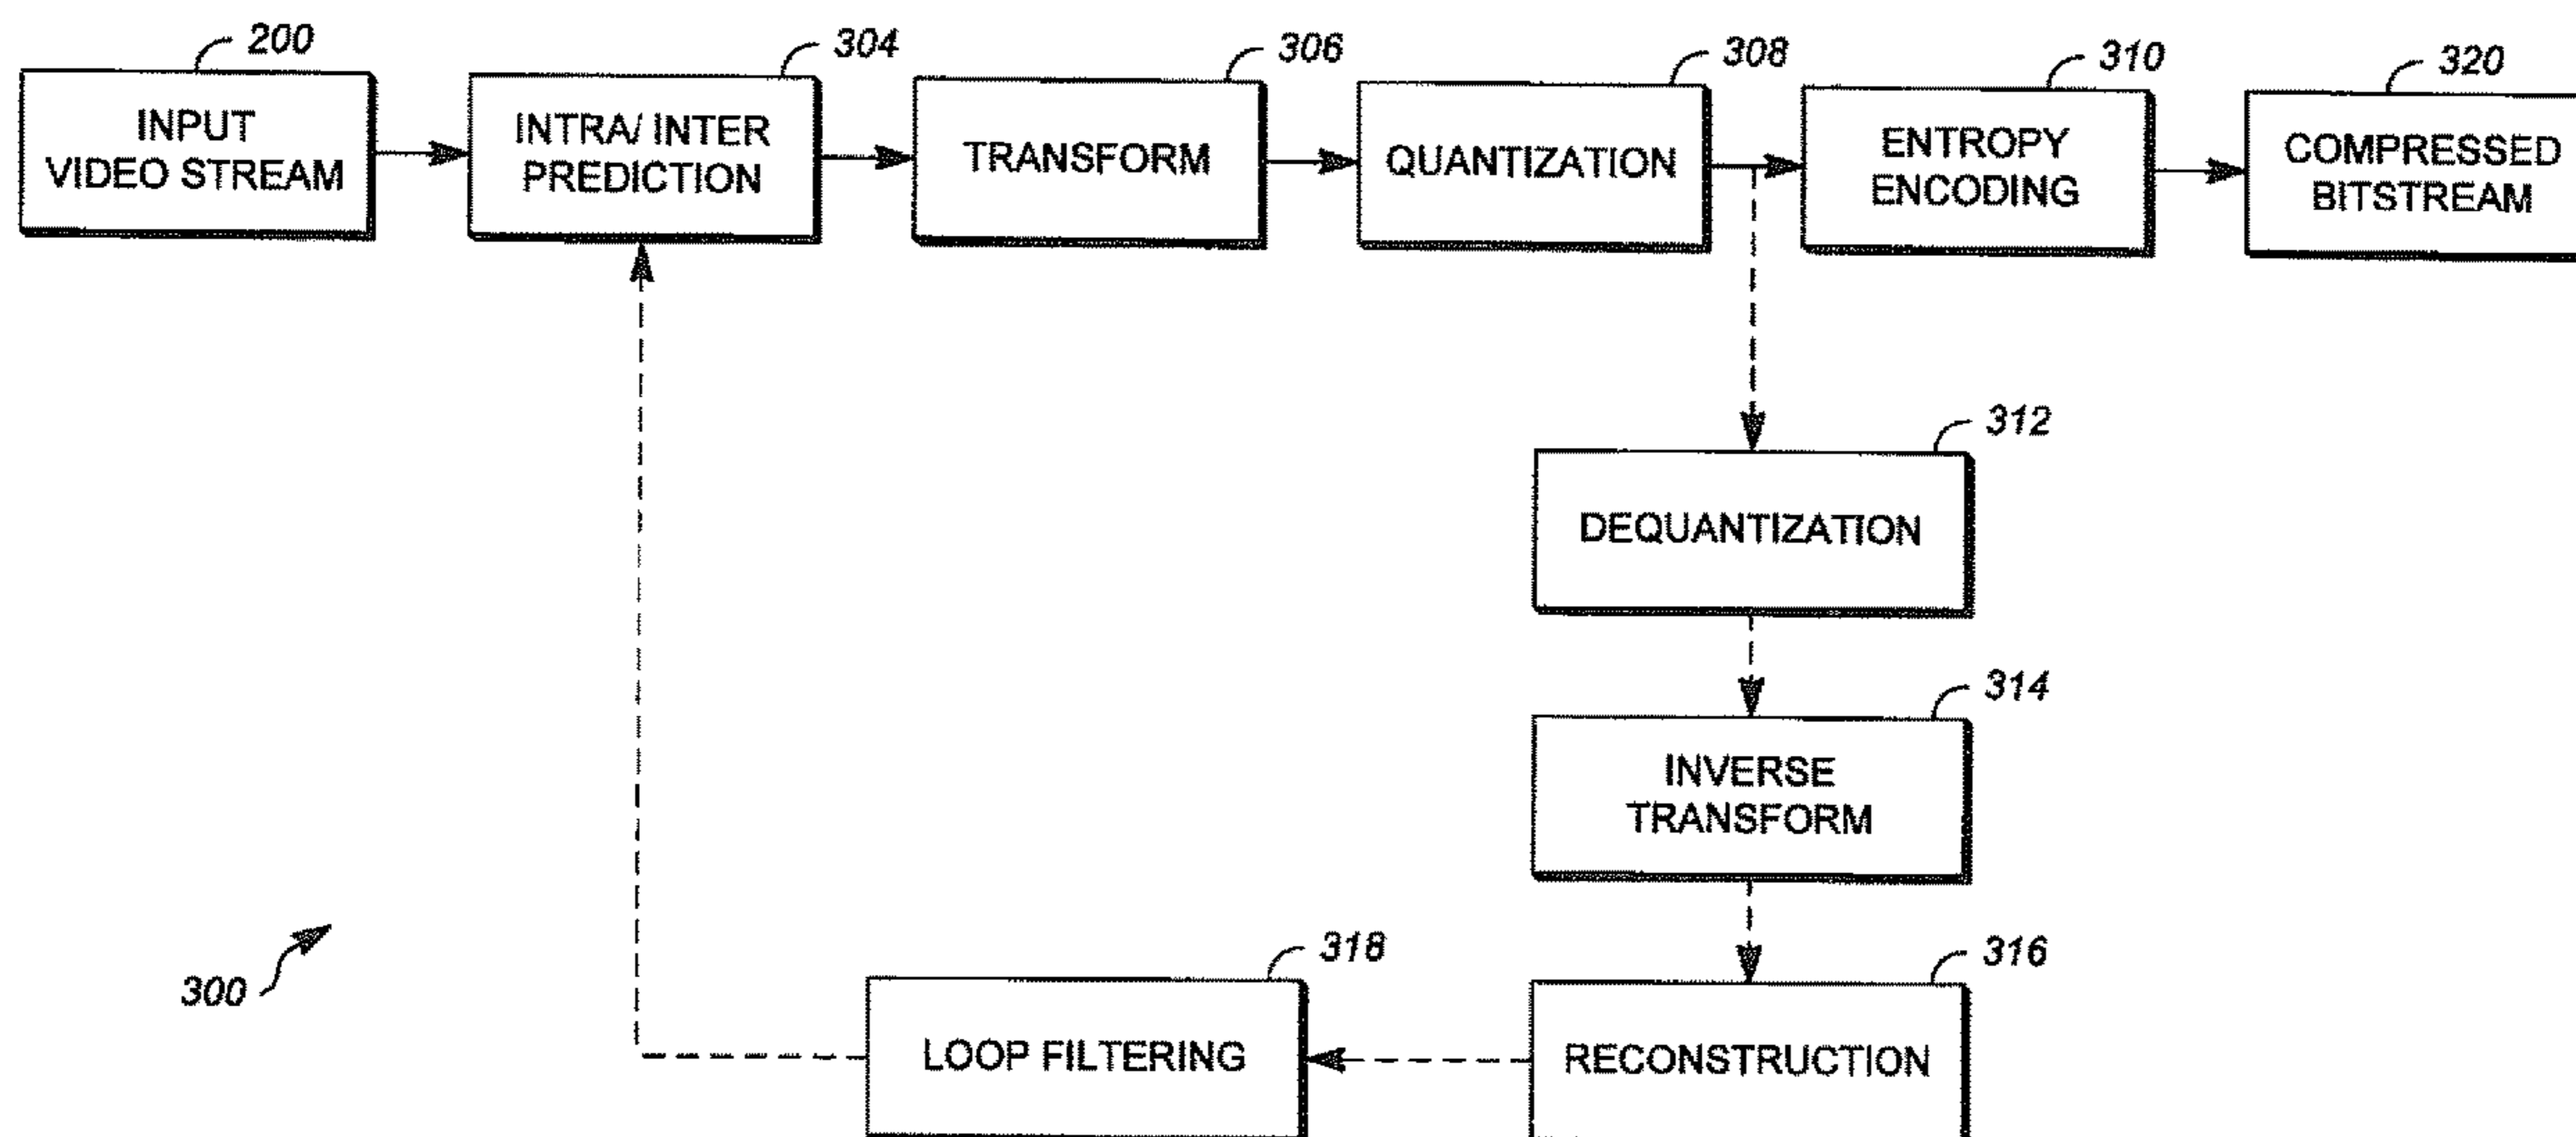 200
304
306
308
310
320
INPUT
VIDEO STREAM
INTRA/ INTER
PREDICTION
TRANSFORM
QUANTIZATION
ENTROPY
ENCODING
COMPRESSED
BITSTREAM
312
DEQUANTIZATION
314
INVERSE
TRANSFORM
300
318
316
LOOP FILTERING
RECONSTRUCTION